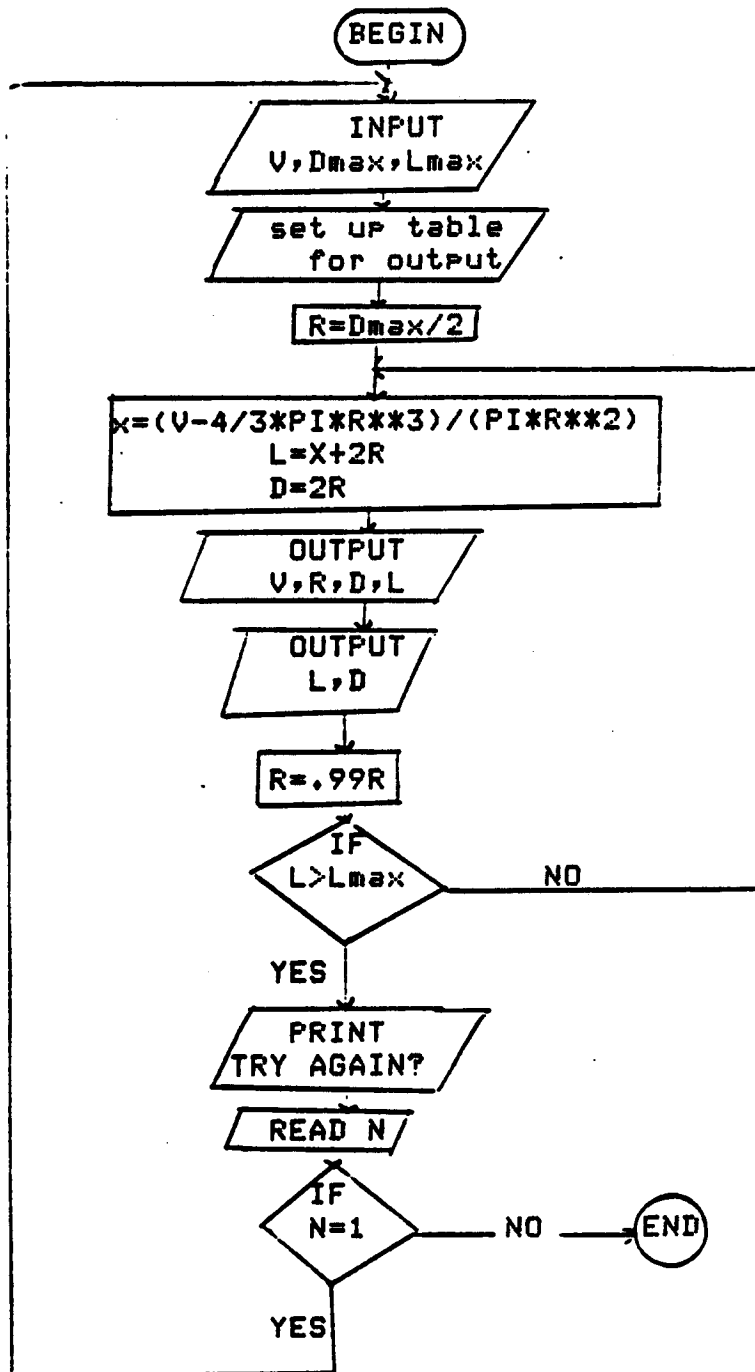 BEGIN
INPUT
V,Dmax,Lmax
set up table
for output
R=Dmax/2
x=(V-4/3*PI*R**3)/(PI*R**2)
L=X+2R
D=2R
OUTPUT
V,R,D,L
OUTPUT
L,D
R=.99R
IF
L>Lmax
NO
YES
PRINT
TRY AGAIN?
READ N
IF
N=1
NO
END
YES